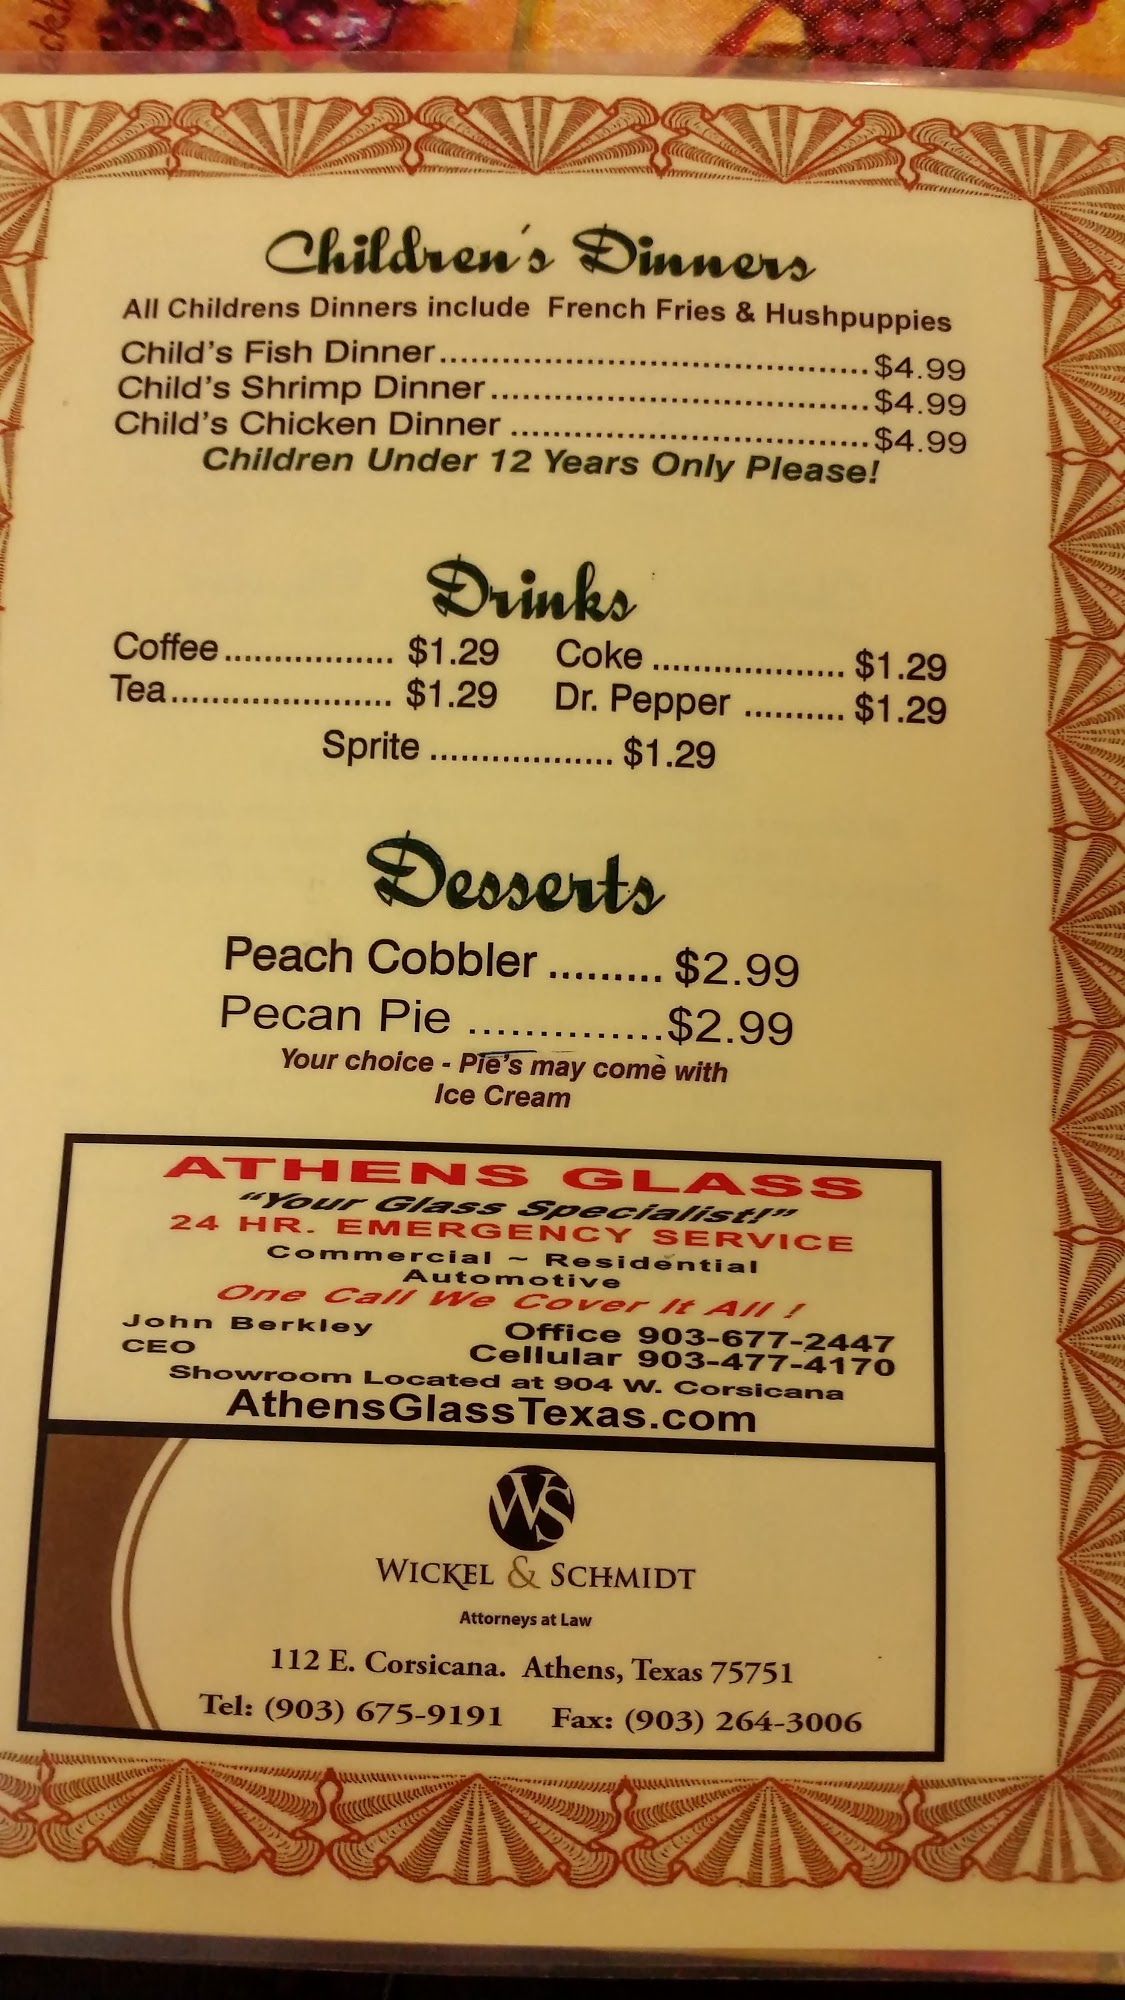 Children's Dinners
All Childrens Dinners include French Fries & Hushpuppies
Child's Fish Dinner..........................................$4.99
Child's Shrimp Dinner.....................................$4.99
Child's Chicken Dinner ...................................$4.99
Children Under 12 Years Only Please!
Drinks
Coffee................. $1.29 Coke ................... $1.29
Tea...................... $1.29 Dr. Pepper .......... $1.29
Sprite .................. $1.29
Desserts
Peach Cobbler ......... $2.99
Pecan Pie ..............$2.99
Your choice - Pie's may come with
Ice Cream
ATHENS GLASS
"Your Glass Specialist!"
24 HR. EMERGENCY SERVICE
Commercial ~ Residential
Automotive
One Call We Cover It All !
John Berkley Office 903-677-2447
CEO Cellular 903-477-4170
Showroom Located at 904 W. Corsicana
AthensGlassTexas.com
WS
WICKEL & SCHMIDT
Attorneys at Law
112 E. Corsicana. Athens, Texas 75751
Tel: (903) 675-9191 Fax: (903) 264-3006